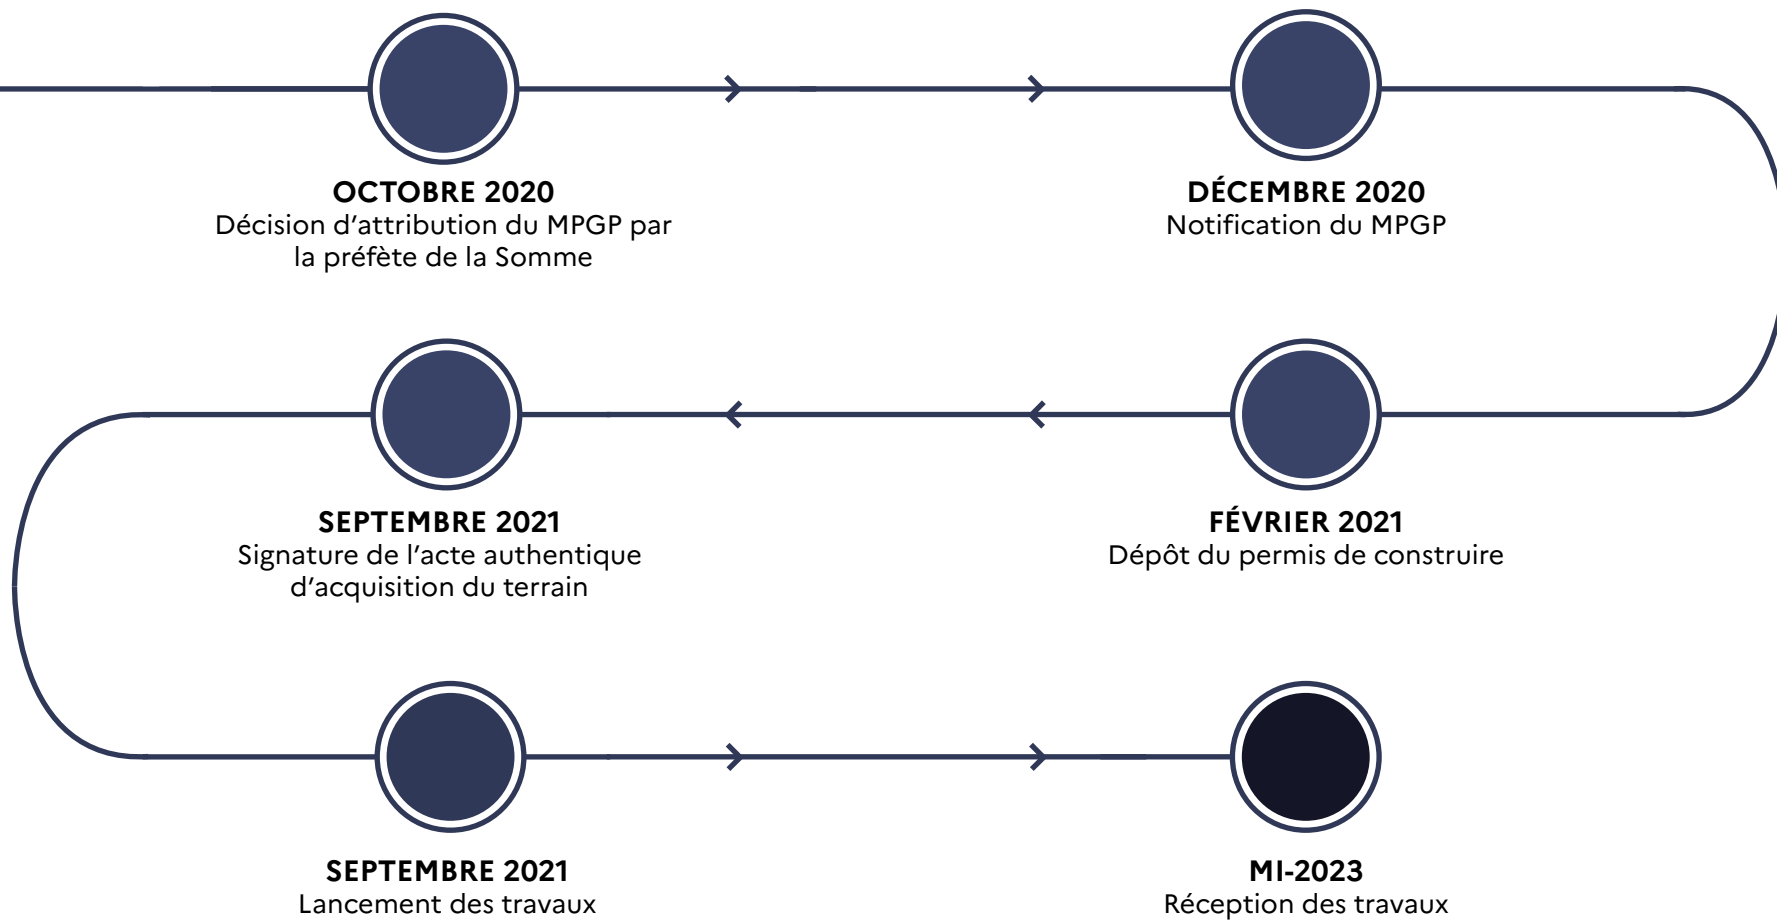 OCTOBRE 2020
Décision d’attribution du MPGP par
la préfète de la Somme
DÉCEMBRE 2020
Notification du MPGP
FÉVRIER 2021
Dépôt du permis de construire
SEPTEMBRE 2021
Signature de l’acte authentique
d’acquisition du terrain
SEPTEMBRE 2021
Lancement des travaux
MI-2023
Réception des travaux